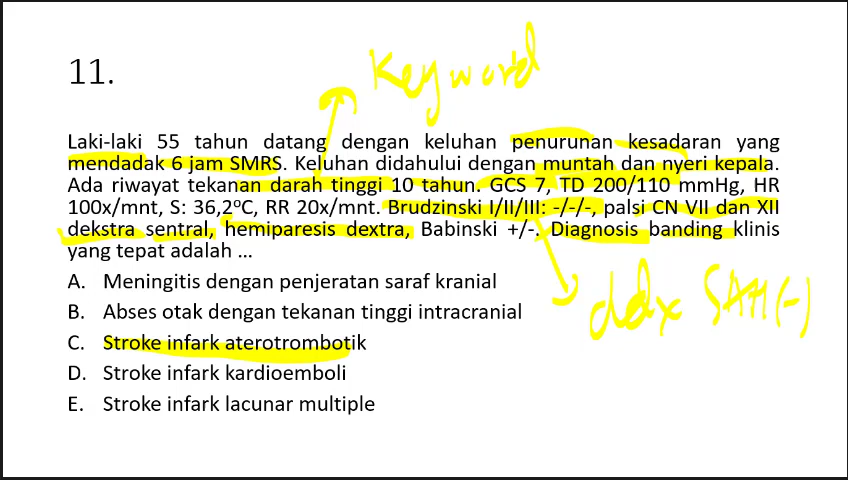 11.
Keyword
Laki-laki 55 tahun datang dengan keluhan penurunan kesadaran yang
mendadak 6 jam SMRS. Keluhan didahului dengan muntah dan nyeri kepala.
Ada riwayat tekanan darah tinggi 10 tahun. GCS 7, TD 200/110 mmHg, HR
100x/mnt, S: 36,2⁰C, RR 20x/mnt. Brudzinski I/II/III: -/-/-, palsi CN VII dan XII
dekstra sentral, hemiparesis dextra, Babinski +/-. Diagnosis banding klinis
yang tepat adalah ...
A. Meningitis dengan penjeratan saraf kranial
B. Abses otak dengan tekanan tinggi intracranial
C. Stroke infark aterotrombotik
D. Stroke infark kardioemboli
E. Stroke infark lacunar multiple
ddx SAH (-)